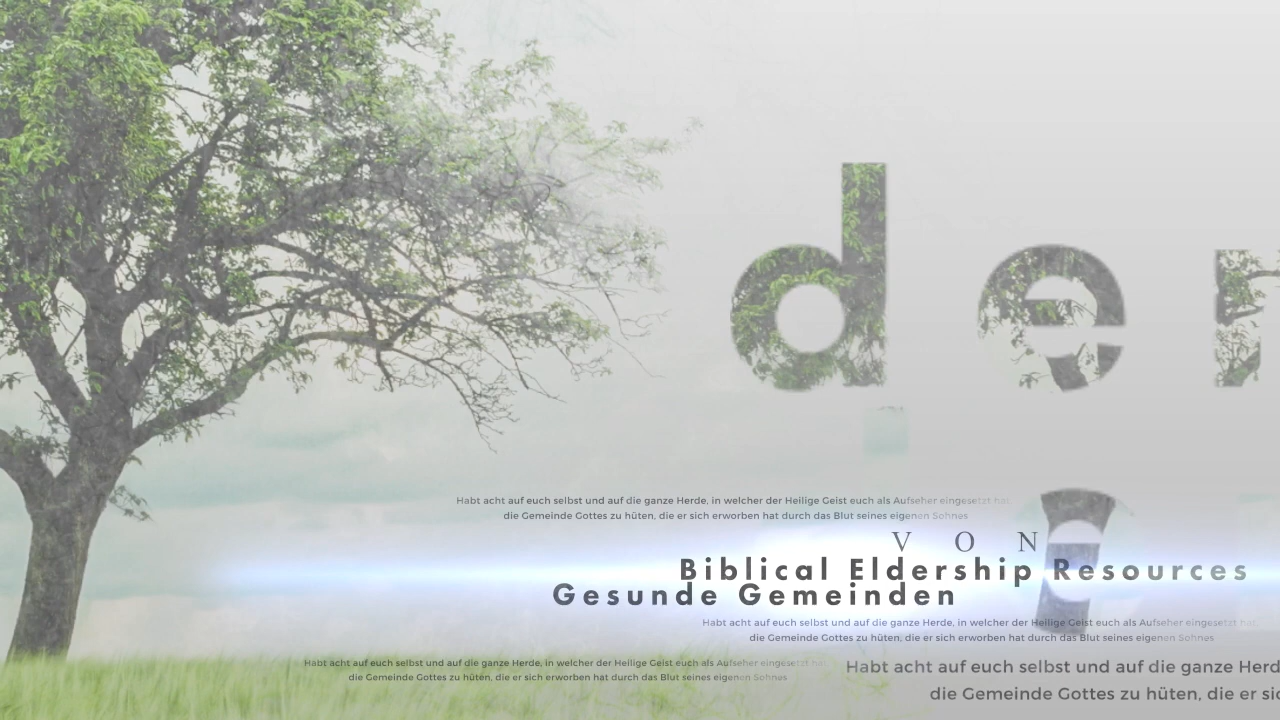 der
Habt acht auf euch selbst und auf die ganze Herde, in welcher der Heilige Geist euch als Aufseher eingesetzt hat
die Gemeinde Gottes zu hüten, die er sich erworben hat durch das Blut seines eigenen Sohnes
VON
Biblical Eldership Resources
Gesunde Gemeinden
Habt acht auf euch selbst und auf die ganze Herde, in welcher der Heilige Geist euch als Aufseher eingesetzt hat
die Gemeinde Gottes zu hüten, die er sich erworben hat durch das Blut seines eigenen Sohnes
Habt acht auf euch selbst und auf die ganze Herde, in welcher der Heilige Geist euch als Aufseher eingesetzt hat
die Gemeinde Gottes zu hüten, die er sich erworben hat durch das Blut seines eigenen Sohnes
Habt acht auf euch selbst und auf die ganze Herd
die Gemeinde Gottes zu hüten, die er sic